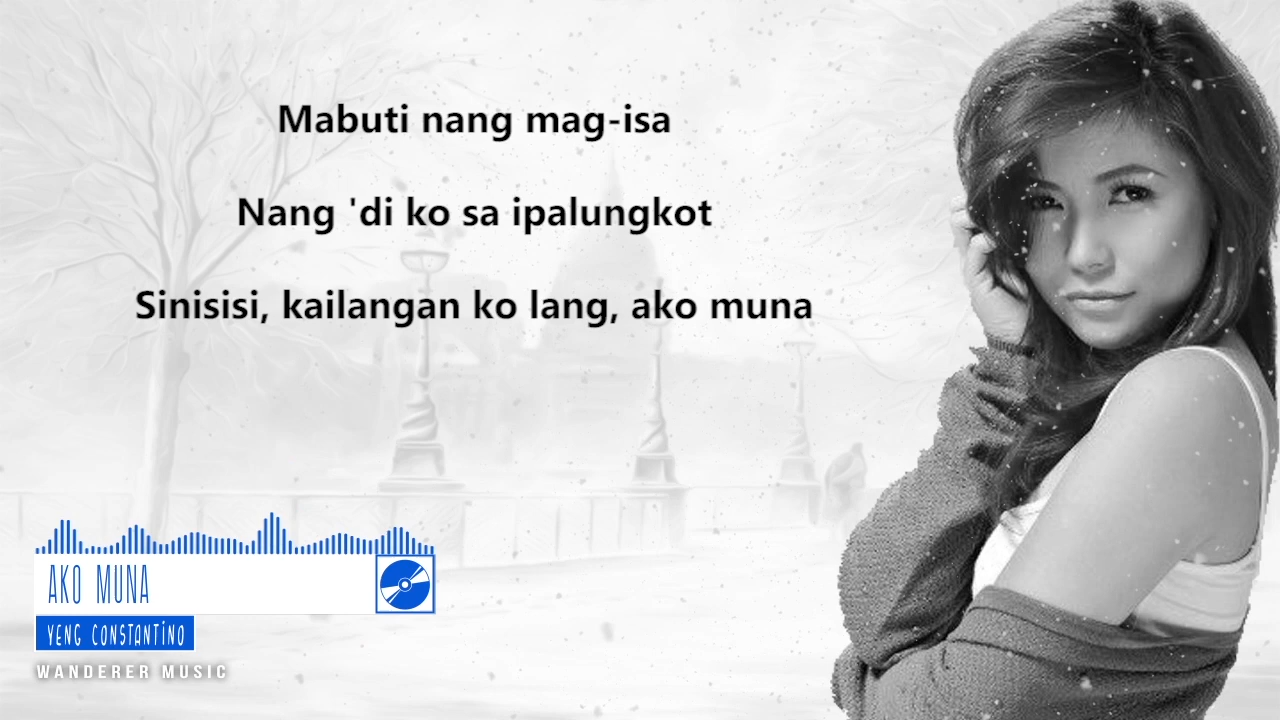 Mabuti nang mag-isa
Nang 'di ko sa ipalungkot
Sinisisi, kailangan ko lang, ako muna
AKO MUNA
YENG CONSTANTINO
WANDERER MUSIC